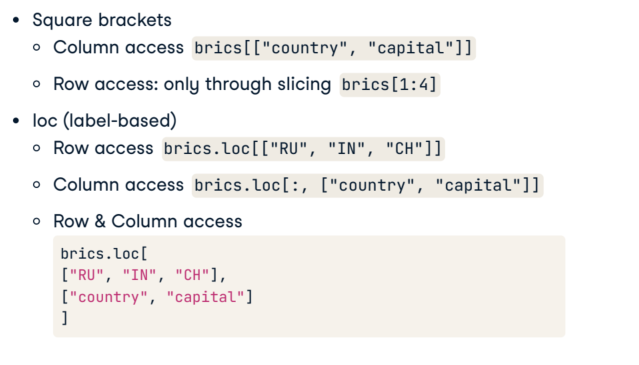 • Square brackets
○ Column access brics[["country", "capital"]]
○ Row access: only through slicing brics[1:4]
• loc (label-based)
○ Row access brics.loc[["RU", "IN", "CH"]]
○ Column access brics.loc[:, ["country", "capital"]]
○ Row & Column access
brics.loc[
["RU", "IN", "CH"],
["country", "capital"]
]